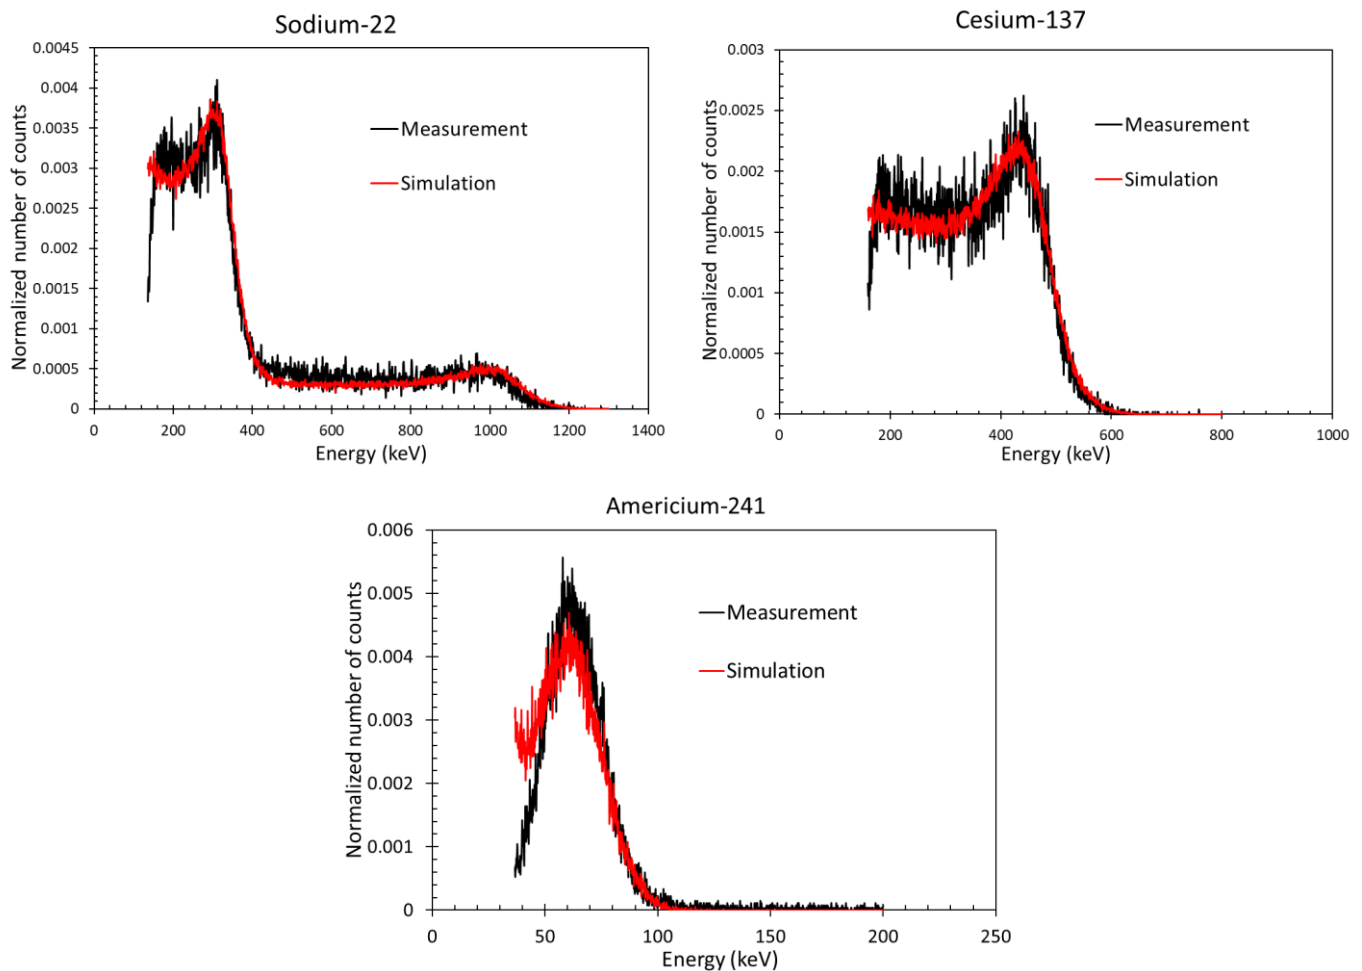 Sodium-22
0.0045
0.004
0.0035
0.003
0.0025
0.002
0.0015
0.001
0.0005
0
Normalized number of counts
Measurement
Simulation
0 200 400 600 800 1000 1200 1400
Energy (keV)
Cesium-137
0.003
0.0025
0.002
0.0015
0.001
0.0005
0
Normalized number of counts
Measurement
Simulation
0 200 400 600 800 1000
Energy (keV)
Americium-241
0.006
0.005
0.004
0.003
0.002
0.001
0
Normalized number of counts
Measurement
Simulation
0 50 100 150 200 250
Energy (keV)